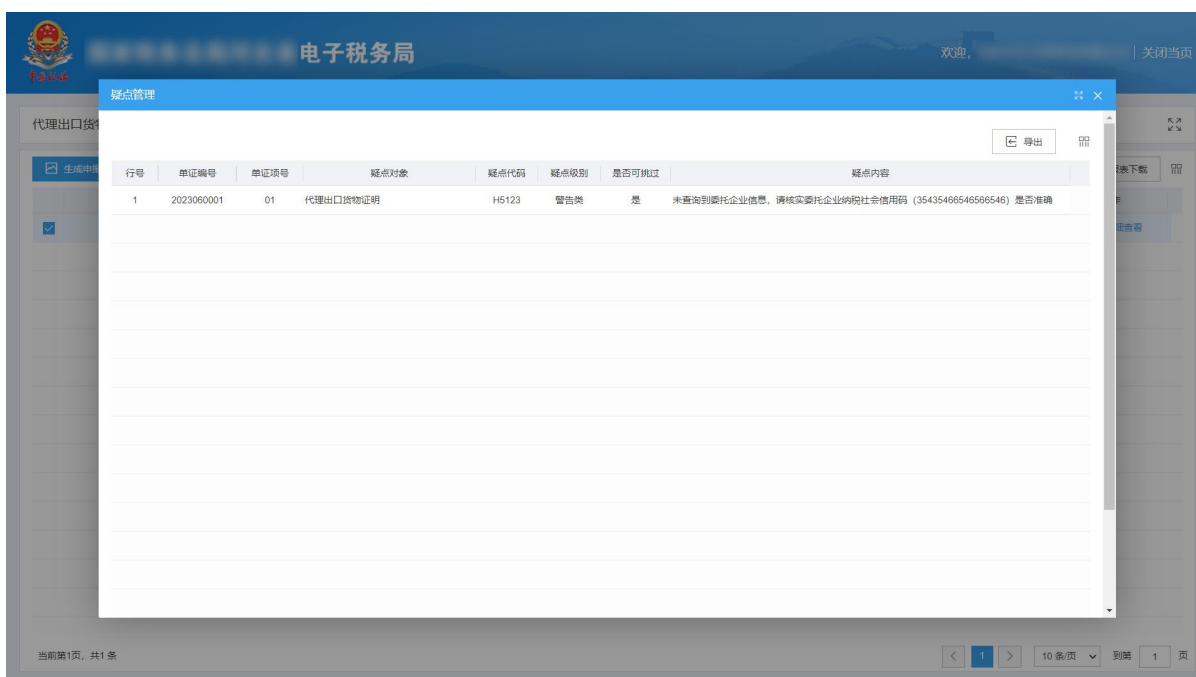 电子税务局
欢迎,
关闭当页
疑点管理
代理出口货
导出
生成申报
表下载
行号 单证编号 单证项号 疑点对象 疑点代码 疑点级别 是否可挑过 疑点内容
1 2023060001 01 代理出口货物证明 H5123 警告类 是 未查询到委托企业信息,请核实委托企业纳税社会信用码(35435466546566546)是否准确
查看
当前第1页,共1条
1
10条/页
到第 1 页